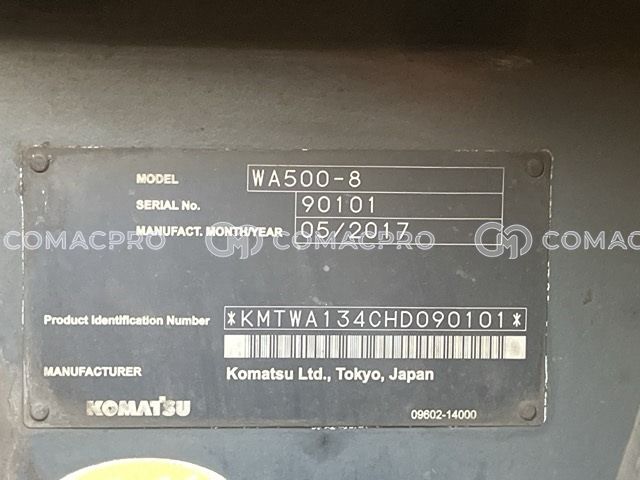 MODEL WA500-8
SERIAL No. 90101
MANUFACT. MONTH/YEAR 05/2017
COMACPRO COMACPRO COMACPRO
Product Identification Number *KMTWA134CHD090101*
MANUFACTURER Komatsu Ltd., Tokyo, Japan
KOMATSU 09602-14000